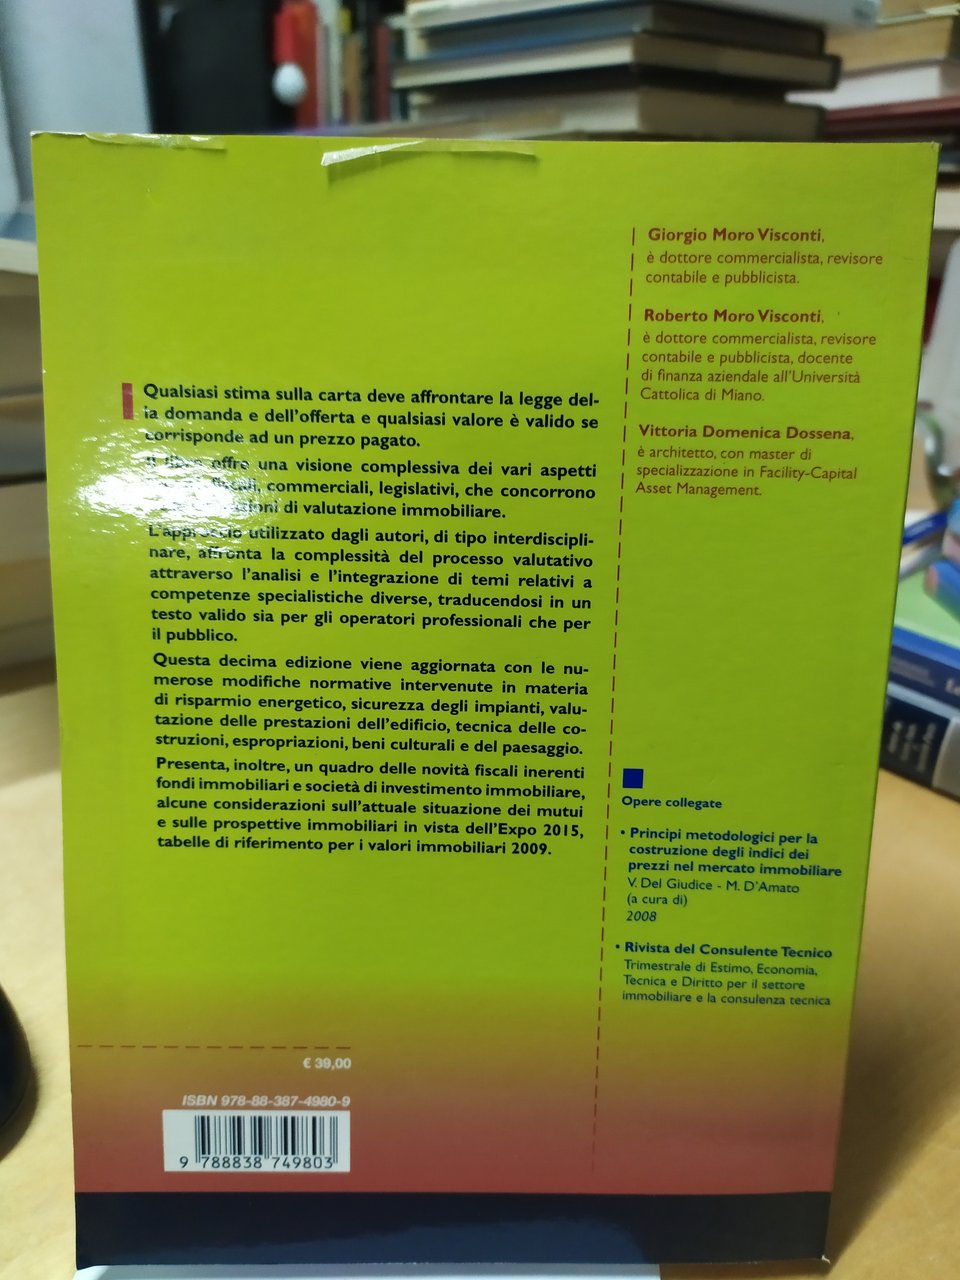 Qualsiasi stima sulla carta deve affrontare la legge del-
la domanda e dell'offerta e qualsiasi valore è valido se
corrisponde ad un prezzo pagato.
Il libro offre una visione complessiva dei vari aspetti
fiscali, commerciali, legislativi, che concorrono
di valutazione immobiliare.
L'approccio utilizzato dagli autori, di tipo interdiscipli-
nare, affronta la complessità del processo valutativo
attraverso l'analisi e l'integrazione di temi relativi a
competenze specialistiche diverse, traducendosi in un
testo valido sia per gli operatori professionali che per
il pubblico.
Questa decima edizione viene aggiornata con le nu-
merose modifiche normative intervenute in materia
di risparmio energetico, sicurezza degli impianti, valu-
tazione delle prestazioni dell'edificio, tecnica delle co-
struzioni, espropriazioni, beni culturali e del paesaggio.
Presenta, inoltre, un quadro delle novità fiscali inerenti
fondi immobiliari e società di investimento immobiliare,
alcune considerazioni sull'attuale situazione dei mutui
e sulle prospettive immobiliari in vista dell'Expo 2015,
tabelle di riferimento per i valori immobiliari 2009.
€ 39,00
ISBN 978-88-387-4980-9
9 788838 749803
Giorgio Moro Visconti,
è dottore commercialista, revisore
contabile e pubblicista.
Roberto Moro Visconti,
è dottore commercialista, revisore
contabile e pubblicista, docente
di finanza aziendale all'Università
Cattolica di Miano.
Vittoria Domenica Dossena,
è architetto, con master di
specializzazione in Facility-Capital
Asset Management.
Opere collegate
• Principi metodologici per la
costruzione degli indici dei
prezzi nel mercato immobiliare
V. Del Giudice - M. D'Amato
(a cura di)
2008
• Rivista del Consulente Tecnico
Trimestrale di Estimo, Economia,
Tecnica e Diritto per il settore
immobiliare e la consulenza tecnica